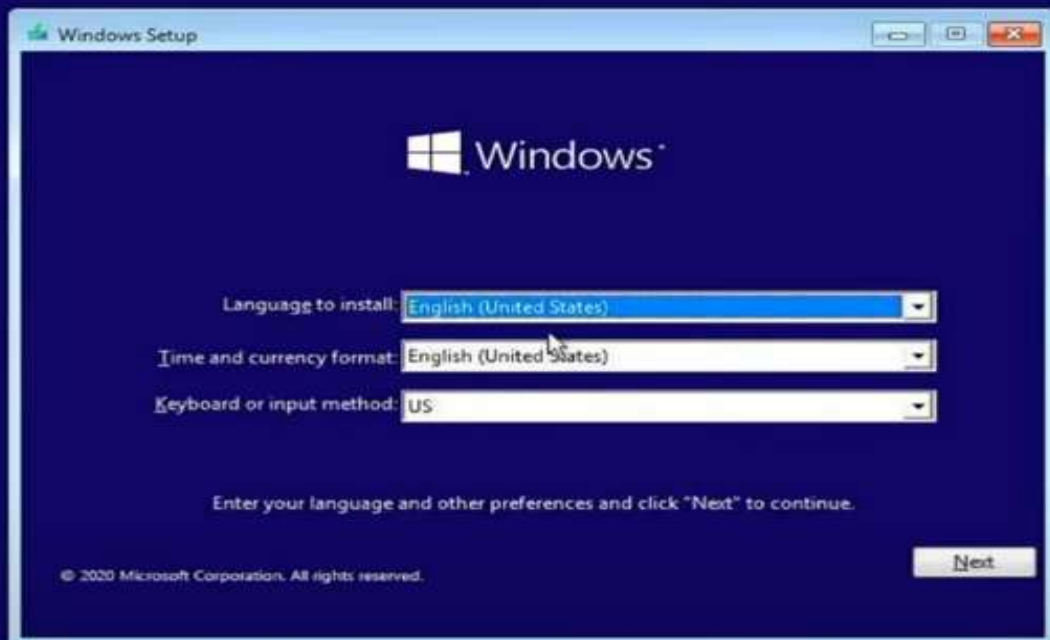 Windows Setup
Windows
Language to install: English (United States)
Time and currency format: English (United States)
Keyboard or input method: US
Enter your language and other preferences and click "Next" to continue.
© 2020 Microsoft Corporation. All rights reserved.
Next